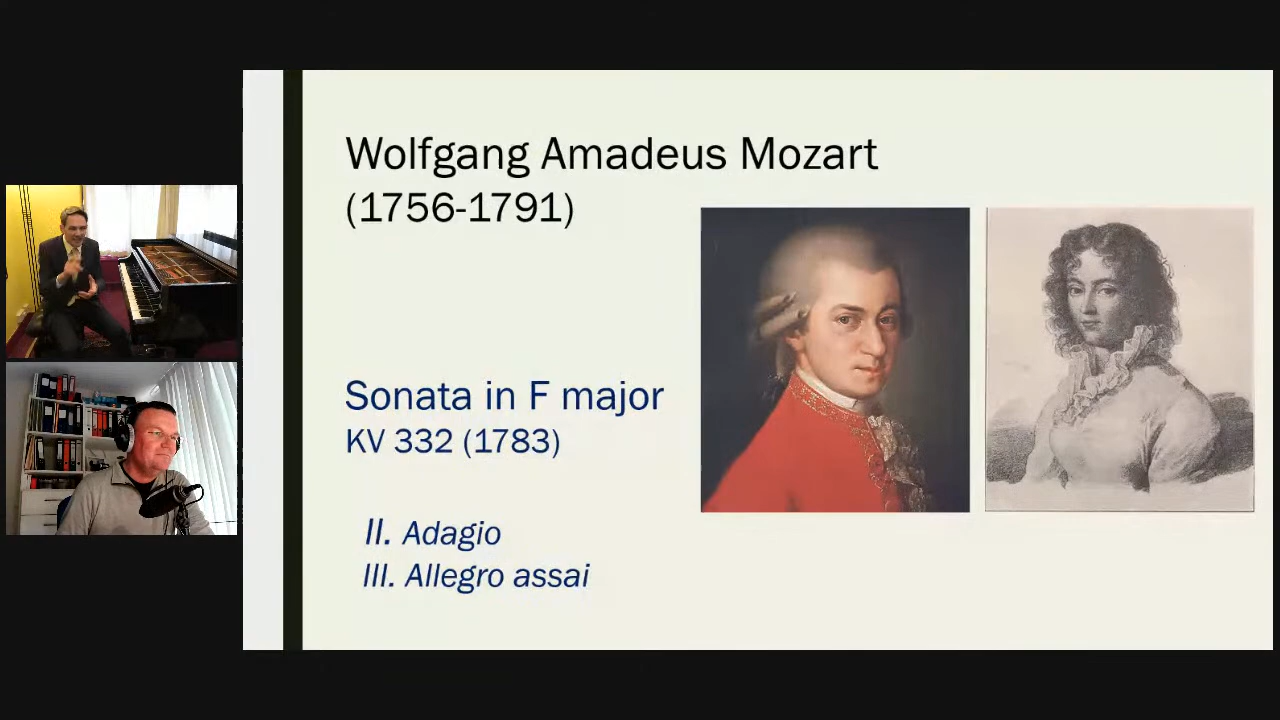 Wolfgang Amadeus Mozart
(1756-1791)
Sonata in F major
KV 332 (1783)
II. Adagio
III. Allegro assai